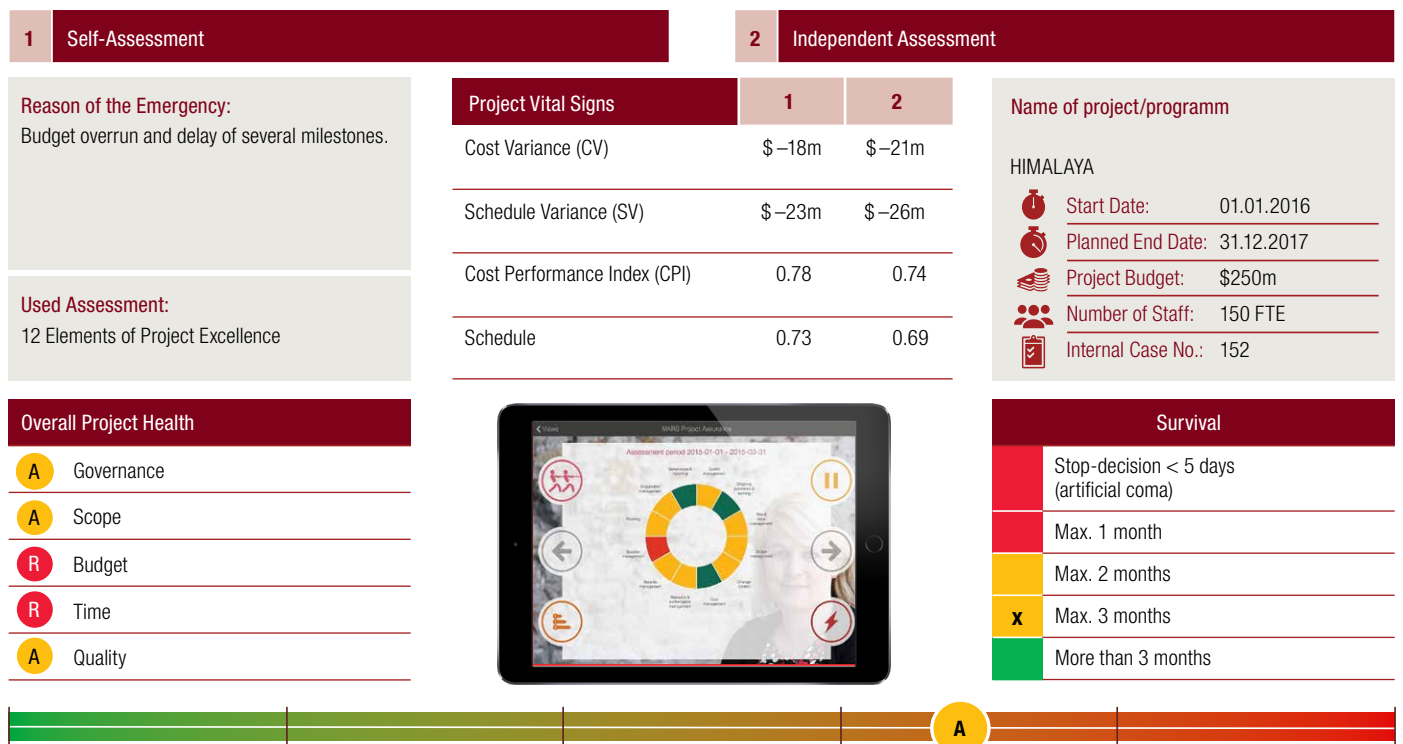 1 Self-Assessment
2 Independent Assessment
Reason of the Emergency:
Budget overrun and delay of several milestones.
Used Assessment:
12 Elements of Project Excellence
Project Vital Signs 1 2
Cost Variance (CV) $ –18m $ –21m
Schedule Variance (SV) $ –23m $ –26m
Cost Performance Index (CPI) 0.78 0.74
Schedule 0.73 0.69
Name of project/programm
HIMALAYA
Start Date: 01.01.2016
Planned End Date: 31.12.2017
Project Budget: $250m
Number of Staff: 150 FTE
Internal Case No.: 152
Overall Project Health
A Governance
A Scope
R Budget
R Time
A Quality
Views
MARS Project Assurance
Planning
Survival
Stop-decision < 5 days
(artificial coma)
Max. 1 month
Max. 2 months
x Max. 3 months
More than 3 months
A